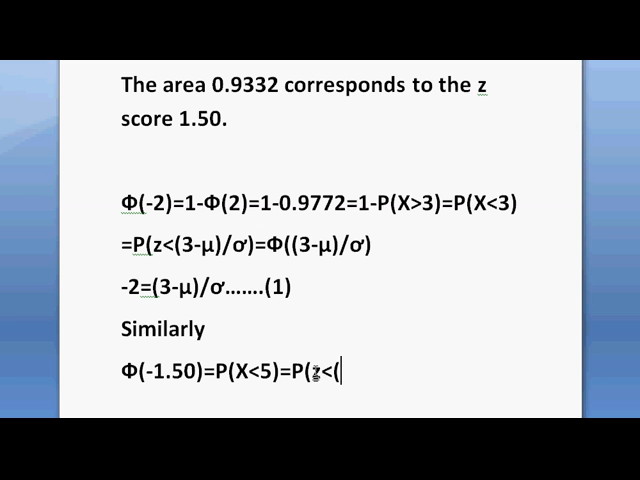 The area 0.9332 corresponds to the z
score 1.50.
Φ(-2)=1-Φ(2)=1-0.9772=1-P(X>3)=P(X<3)
=P(z<(3-μ)/σ)=Φ((3-μ)/σ)
-2=(3-μ)/σ.......(1)
Similarly
Φ(-1.50)=P(X<5)=P(z<(